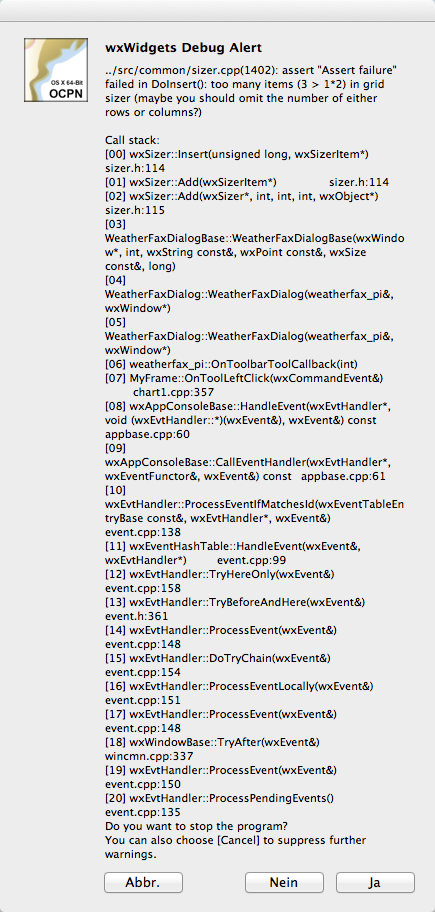 OS X 64-Bit
OCPN
wxWidgets Debug Alert
../src/common/sizer.cpp(1402): assert "Assert failure"
failed in DoInsert(): too many items (3 > 1*2) in grid
sizer (maybe you should omit the number of either
rows or columns?)
Call stack:
[00] wxSizer::Insert(unsigned long, wxSizerItem*)
sizer.h:114
[01] wxSizer::Add(wxSizerItem*) sizer.h:114
[02] wxSizer::Add(wxSizer*, int, int, int, wxObject*)
sizer.h:115
[03]
WeatherFaxDialogBase::WeatherFaxDialogBase(wxWindo
w*, int, wxString const&, wxPoint const&, wxSize
const&, long)
[04]
WeatherFaxDialog::WeatherFaxDialog(weatherfax_pi&,
wxWindow*)
[05]
WeatherFaxDialog::WeatherFaxDialog(weatherfax_pi&,
wxWindow*)
[06] weatherfax_pi::OnToolbarToolCallback(int)
[07] MyFrame::OnToolLeftClick(wxCommandEvent&)
chart1.cpp:357
[08] wxAppConsoleBase::HandleEvent(wxEvtHandler*,
void (wxEvtHandler::*)(wxEvent&), wxEvent&) const
appbase.cpp:60
[09]
wxAppConsoleBase::CallEventHandler(wxEvtHandler*,
wxEventFunctor&, wxEvent&) const appbase.cpp:61
[10]
wxEvtHandler::ProcessEventIfMatchesId(wxEventTableEn
tryBase const&, wxEvtHandler*, wxEvent&)
event.cpp:138
[11] wxEventHashTable::HandleEvent(wxEvent&,
wxEvtHandler*) event.cpp:99
[12] wxEvtHandler::TryHereOnly(wxEvent&)
event.cpp:158
[13] wxEvtHandler::TryBeforeAndHere(wxEvent&)
event.h:361
[14] wxEvtHandler::ProcessEvent(wxEvent&)
event.cpp:148
[15] wxEvtHandler::DoTryChain(wxEvent&)
event.cpp:154
[16] wxEvtHandler::ProcessEventLocally(wxEvent&)
event.cpp:151
[17] wxEvtHandler::ProcessEvent(wxEvent&)
event.cpp:148
[18] wxWindowBase::TryAfter(wxEvent&)
wincmn.cpp:337
[19] wxEvtHandler::ProcessEvent(wxEvent&)
event.cpp:150
[20] wxEvtHandler::ProcessPendingEvents()
event.cpp:135
Do you want to stop the program?
You can also choose [Cancel] to suppress further
warnings.
Abbr. Nein Ja